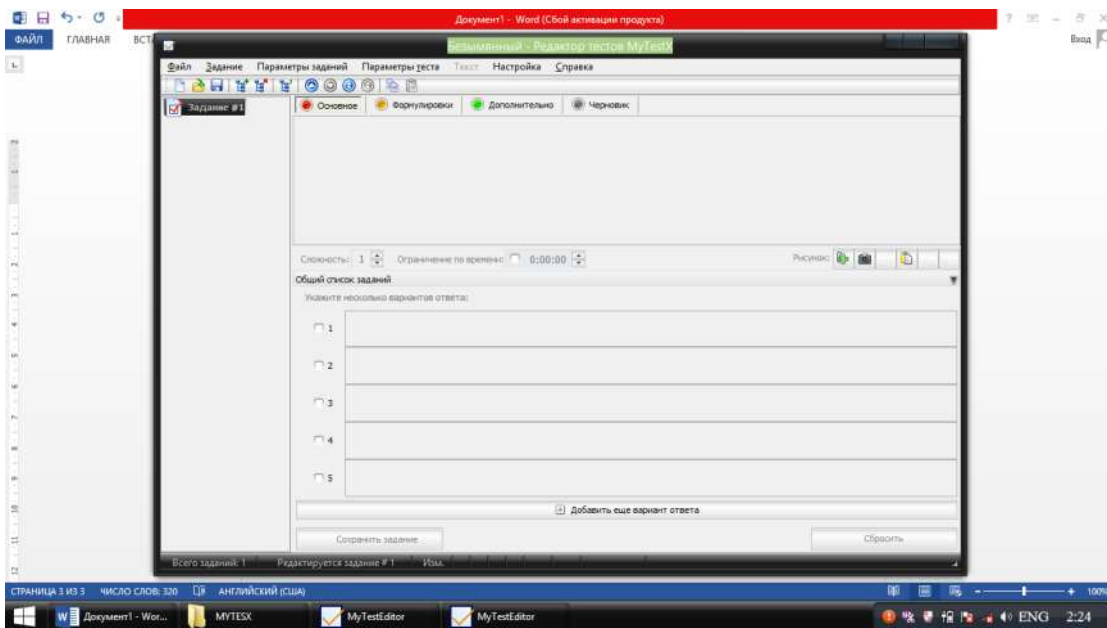 Документ1 - Word (Сбой активации продукта)
ФАЙЛ ГЛАВНАЯ ВСТ
Вход
Безымянный - Редактор тестов MyTestX
Файл Задание Параметры заданий Параметры теста Текст Настройка Справка
Задание #1
Основное Формулировки Дополнительно Черновик
Сложность: 1 Ограничение по времени: 0:00:00 Рисунок:
Общий список заданий
Укажите несколько вариантов ответа:
1
2
3
4
5
Добавить еще вариант ответа
Сохранить задание Сбросить
Всего заданий: 1 Редактируется задание # 1 Изм.
СТРАНИЦА 3 ИЗ 3 ЧИСЛО СЛОВ: 320 АНГЛИЙСКИЙ (США) 100%
Документ1 - Wor... MYTESX MyTestEditor MyTestEditor ENG 2:24